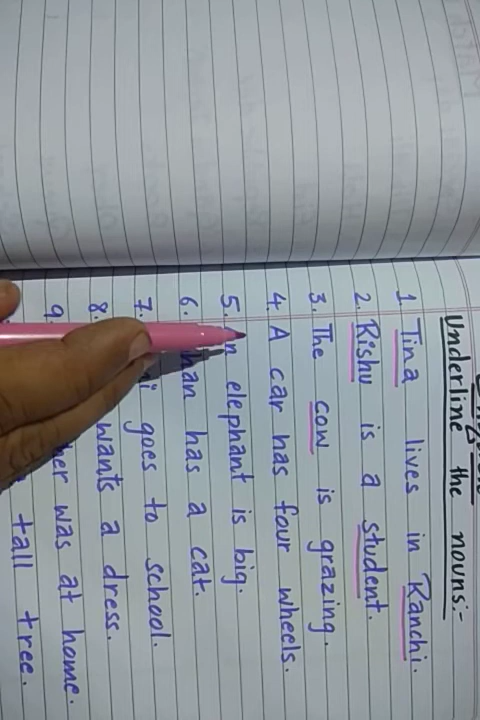 Underline the nouns:-
1. Tina lives in Ranchi.
2. Rishu is a student.
3. The cow is grazing.
4. A car has four wheels.
5. elephant is big.
6. has a cat.
7. goes to school.
8. wants a dress.
9. was at home.
tall tree.